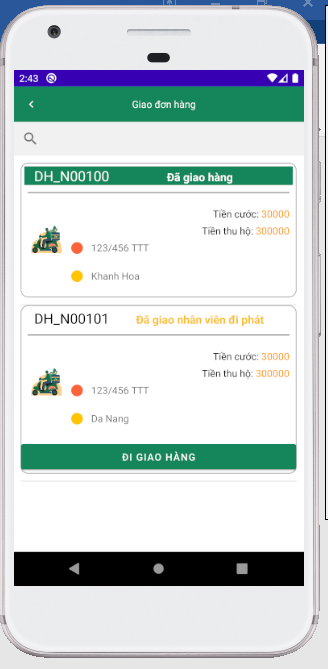 2:43
Giao đơn hàng
DH_N00100 Đã giao hàng
Tiền cước: 30000
Tiền thu hộ: 300000
123/456 TTT
Khanh Hoa
DH_N00101 Đã giao nhân viên đi phát
Tiền cước: 30000
Tiền thu hộ: 300000
123/456 TTT
Da Nang
ĐI GIAO HÀNG